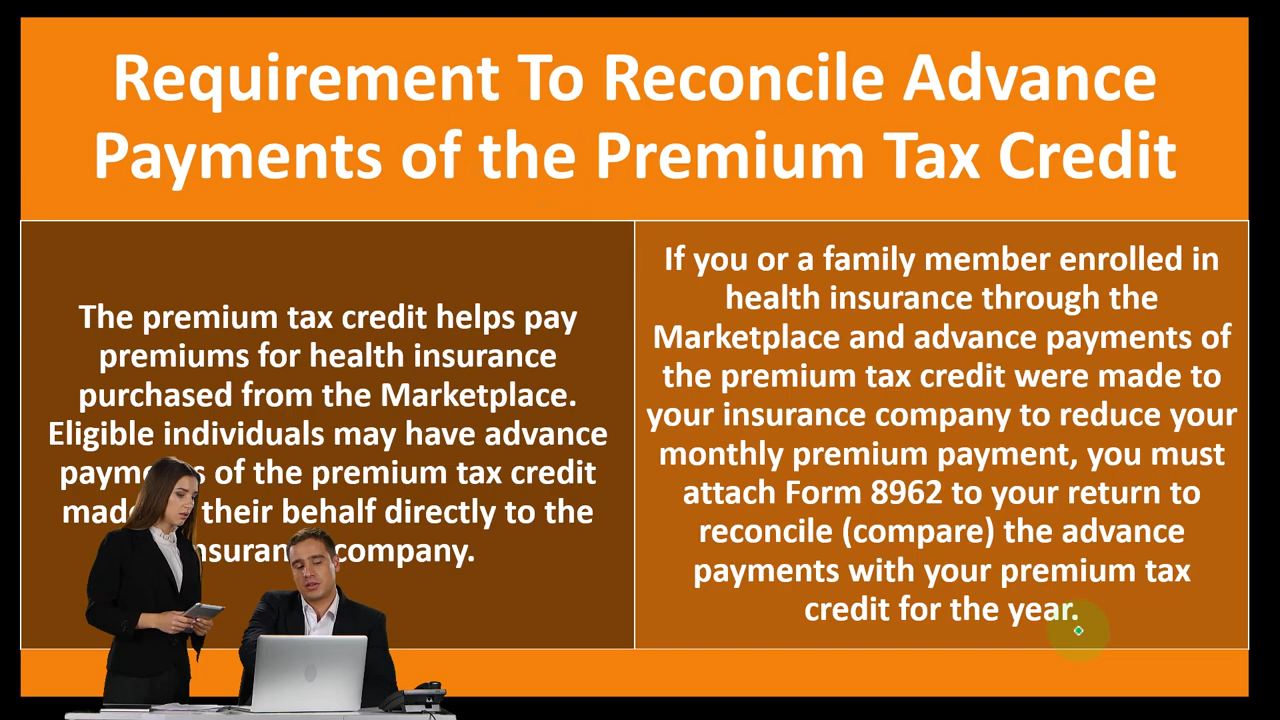 Requirement To Reconcile Advance
Payments of the Premium Tax Credit
The premium tax credit helps pay
premiums for health insurance
purchased from the Marketplace.
Eligible individuals may have advance
of the premium tax credit
their behalf directly to the
company.
If you or a family member enrolled in
health insurance through the
Marketplace and advance payments of
the premium tax credit were made to
your insurance company to reduce your
monthly premium payment, you must
attach Form 8962 to your return to
reconcile (compare) the advance
payments with your premium tax
credit for the year.